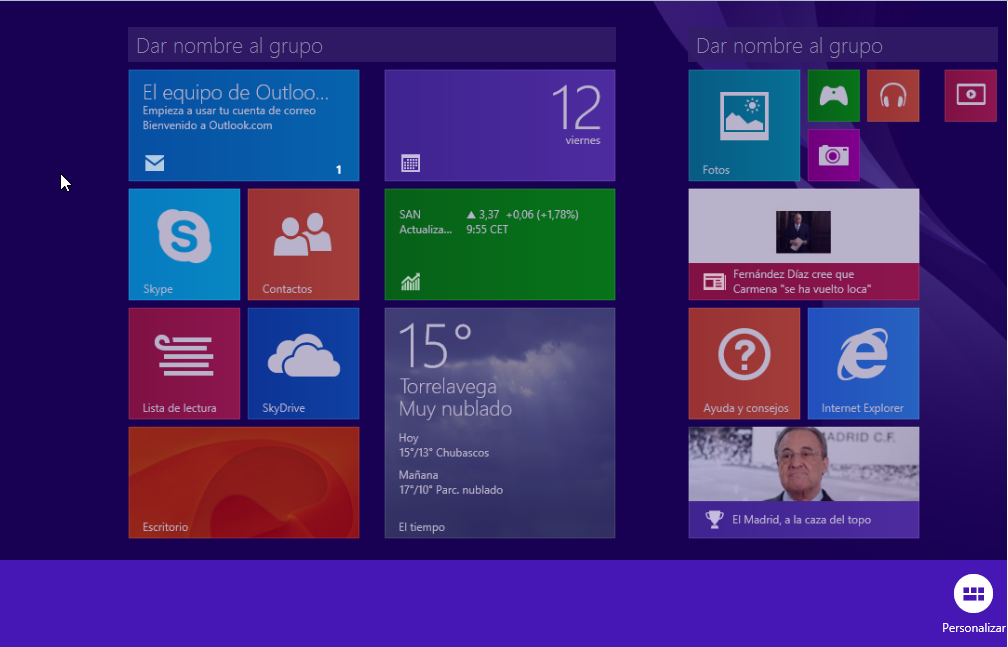 Dar nombre al grupo
El equipo de Outloo...
Empieza a usar tu cuenta de correo
Bienvenido a Outlook.com
1
12
viernes
SAN ▲ 3,37 +0,06 (+1,78%)
Actualiza... 9:55 CET
Skype
Contactos
15°
Torrelavega
Muy nublado
Hoy
15°/13° Chubascos
Mañana
17°/10° Parc. nublado
El tiempo
Lista de lectura
SkyDrive
Escritorio
Dar nombre al grupo
Fotos
Fernández Díaz cree que
Carmena "se ha vuelto loca"
Ayuda y consejos
Internet Explorer
MADRID C.F.
El Madrid, a la caza del topo
Personalizar